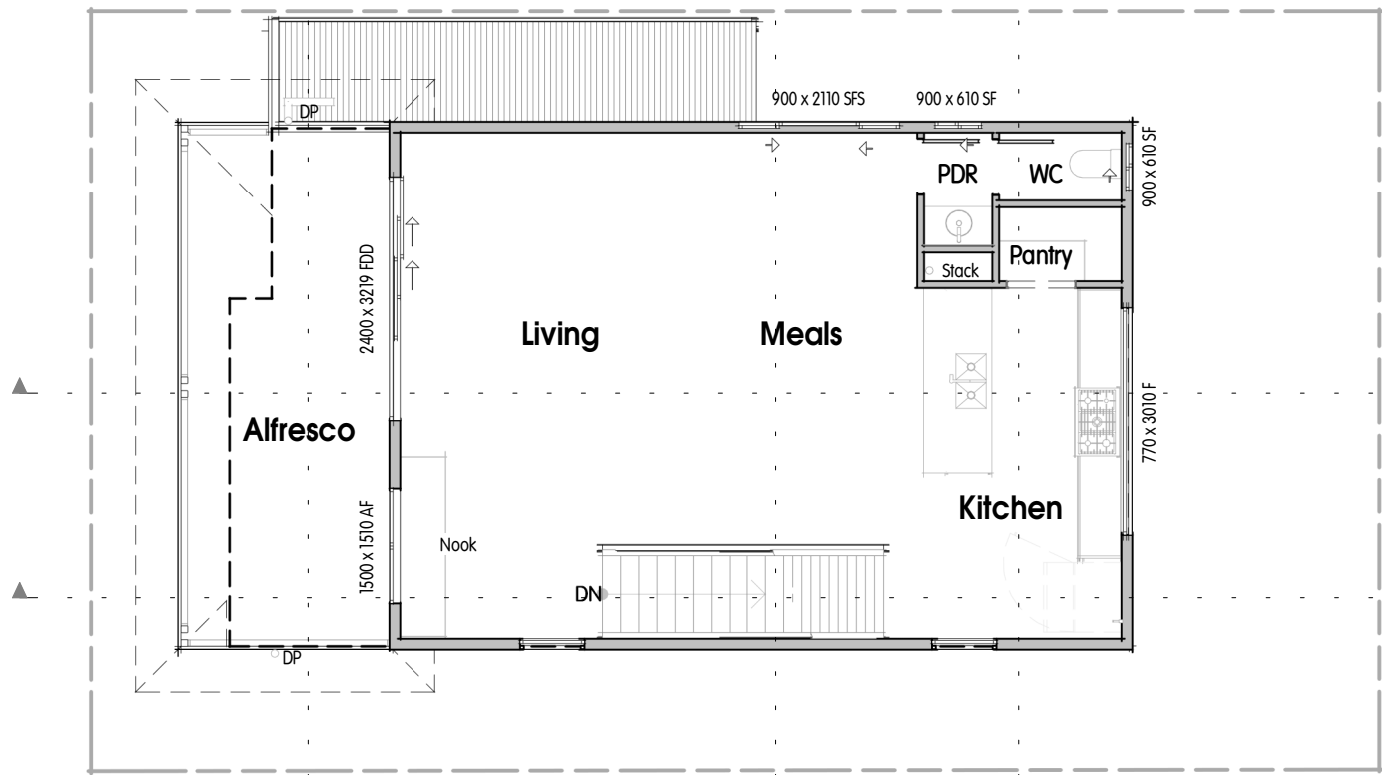 900 x 2110 SFS
900 x 610 SF
DP
900 x 610 SF
PDR
WC
Pantry
Stack
2400 x 3219 FDD
Living
Meals
Alfresco
770 x 3010 F
Kitchen
1500 x 1510 AF
Nook
DN
DP